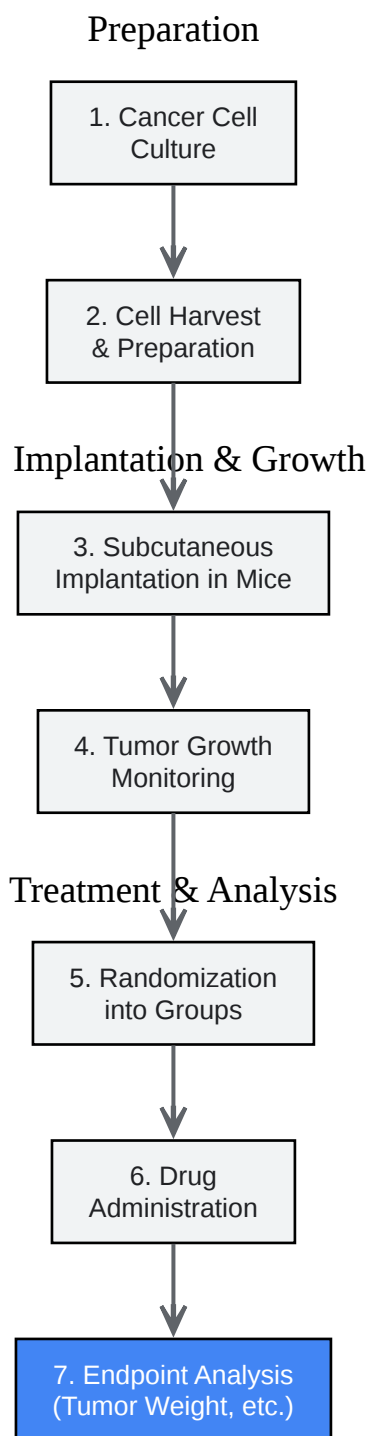 Preparation
1. Cancer Cell
Culture
2. Cell Harvest
& Preparation
Implantation & Growth
3. Subcutaneous
Implantation in Mice
4. Tumor Growth
Monitoring
Treatment & Analysis
5. Randomization
into Groups
6. Drug
Administration
7. Endpoint Analysis
(Tumor Weight, etc.)